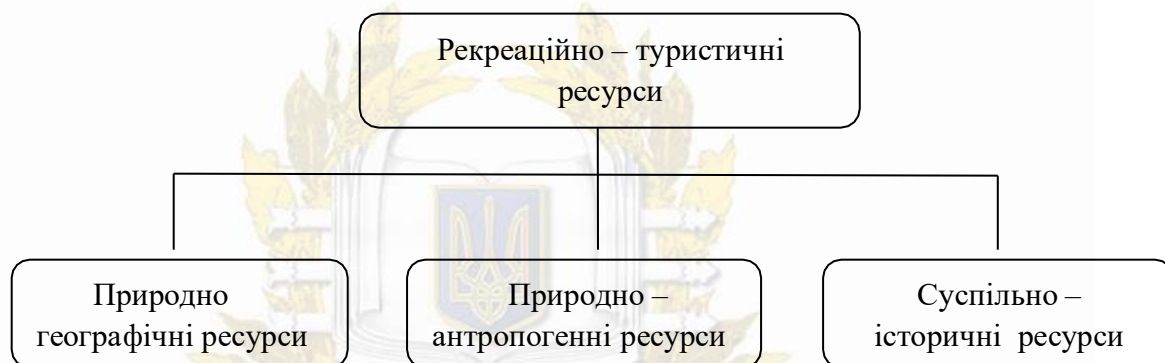 Рекреаційно – туристичні
ресурси
Природно
географічні ресурси
Природно –
антропогенні ресурси
Суспільно –
історичні ресурси